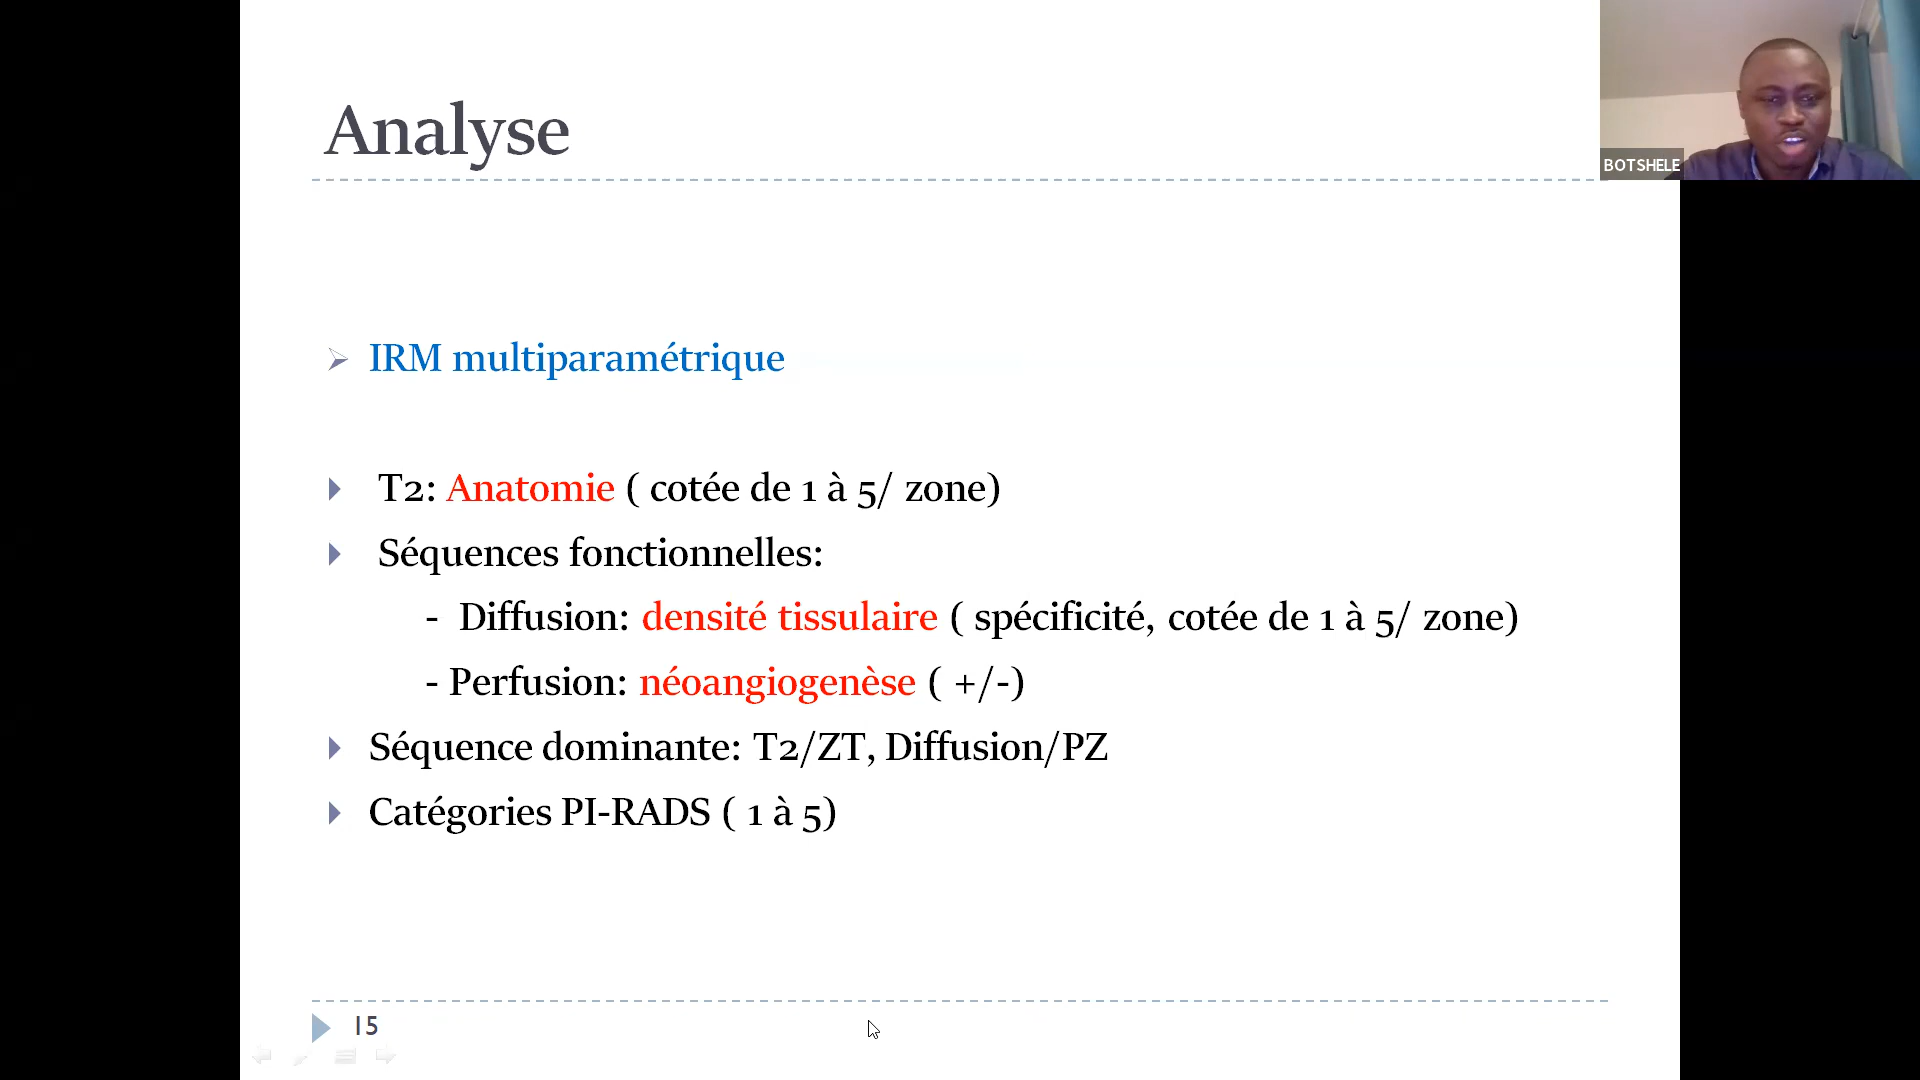 Analyse
BOTSHELE
IRM multiparamétrique
T2: Anatomie ( cotée de 1 à 5/ zone)
Séquences fonctionnelles:
- Diffusion: densité tissulaire ( spécificité, cotée de 1 à 5/ zone)
- Perfusion: néoangiogenèse ( +/-)
Séquence dominante: T2/ZT, Diffusion/PZ
Catégories PI-RADS ( 1 à 5)
15